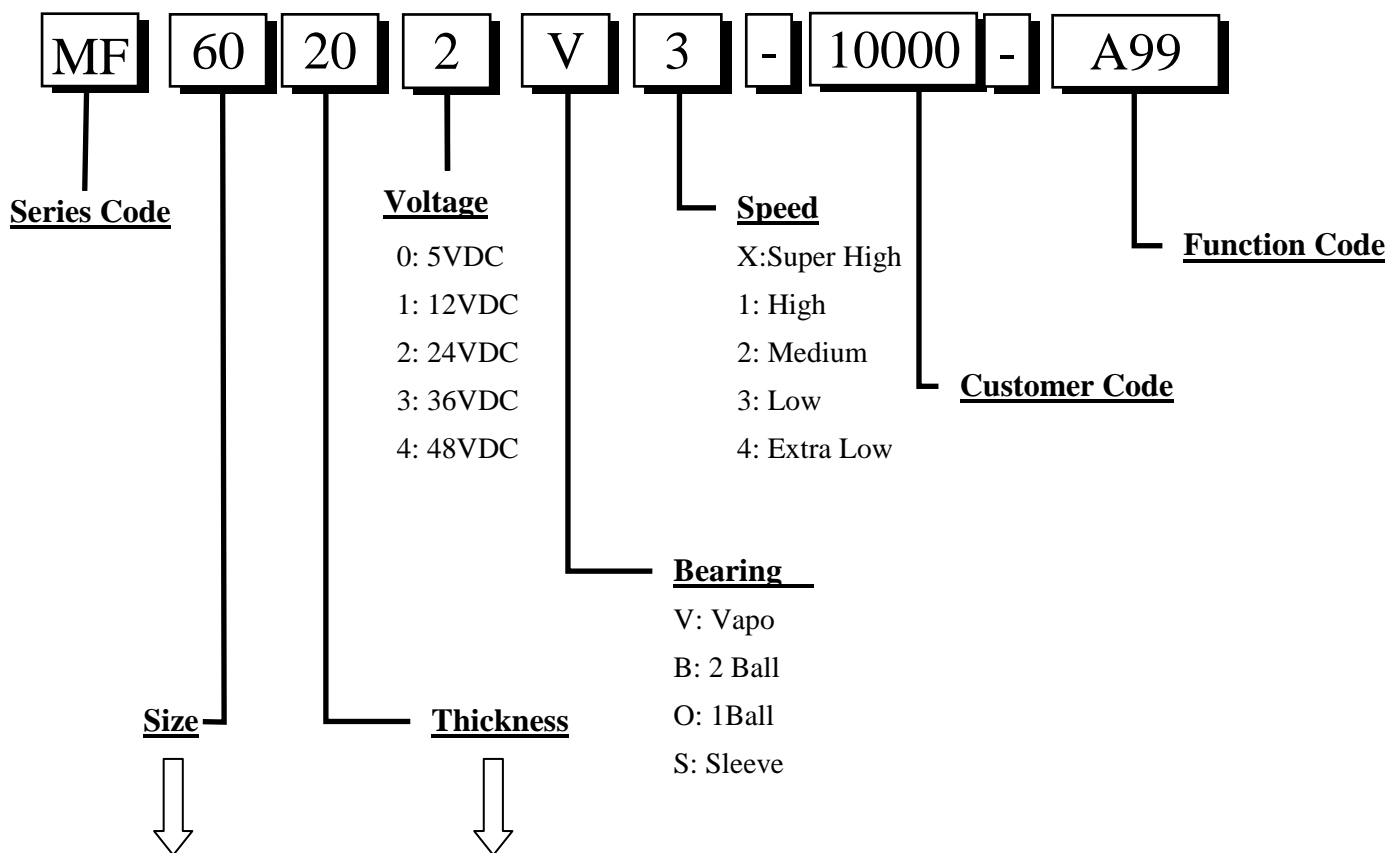 MF 60 20 2 V 3 - 10000 - A99
Series Code
Voltage
0: 5VDC
1: 12VDC
2: 24VDC
3: 36VDC
4: 48VDC
Speed
X:Super High
1: High
2: Medium
3: Low
4: Extra Low
Function Code
Customer Code
Bearing
V: Vapo
B: 2 Ball
O: 1Ball
S: Sleeve
Size
Thickness